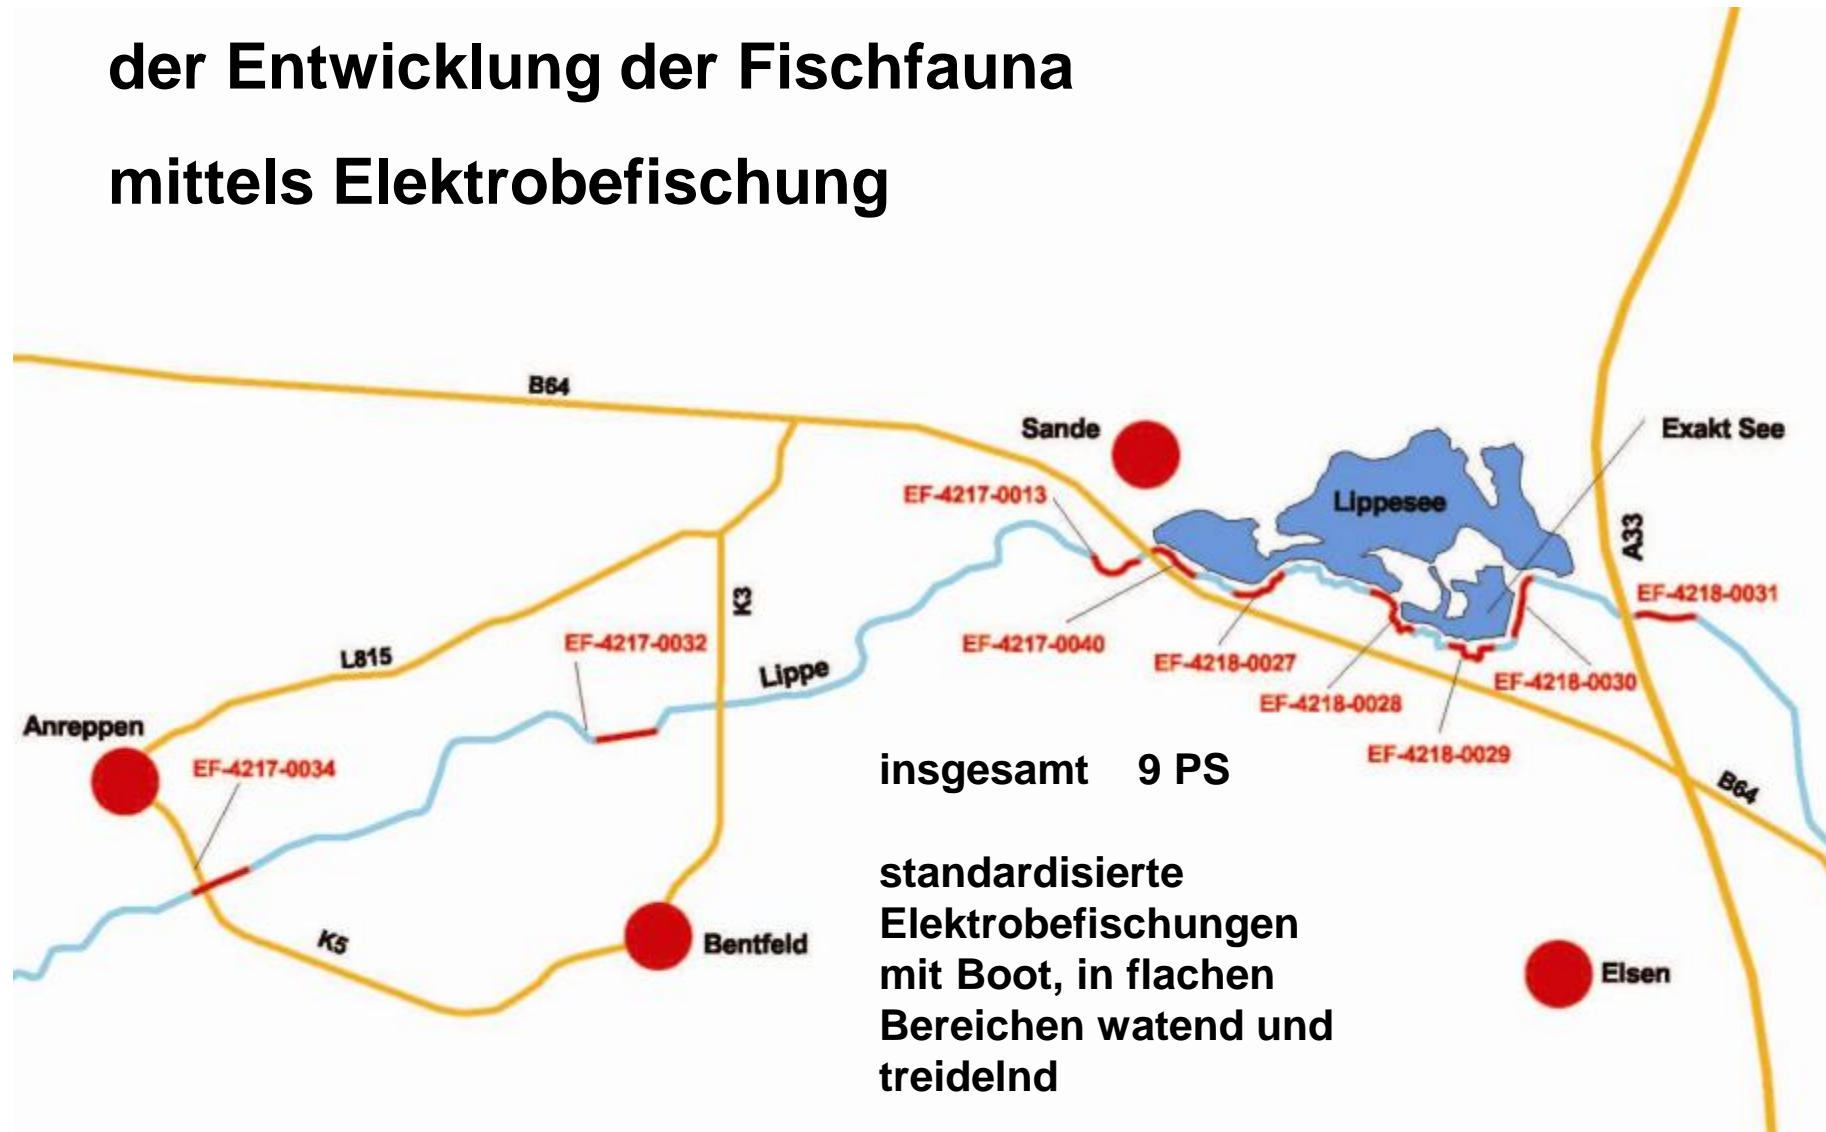 der Entwicklung der Fischfauna
mittels Elektrobefischung
B64
Sande
Exakt See
EF-4217-0013
Lippesee
A33
K3
EF-4218-0031
EF-4217-0032
EF-4217-0040
L815
Lippe
EF-4218-0027
EF-4218-0030
EF-4218-0028
Anreppen
EF-4218-0029
EF-4217-0034
insgesamt 9 PS
B64
standardisierte
Elektrobefischungen
mit Boot, in flachen
Bereichen watend und
treidelnd
K5
Bentfeld
Elsen